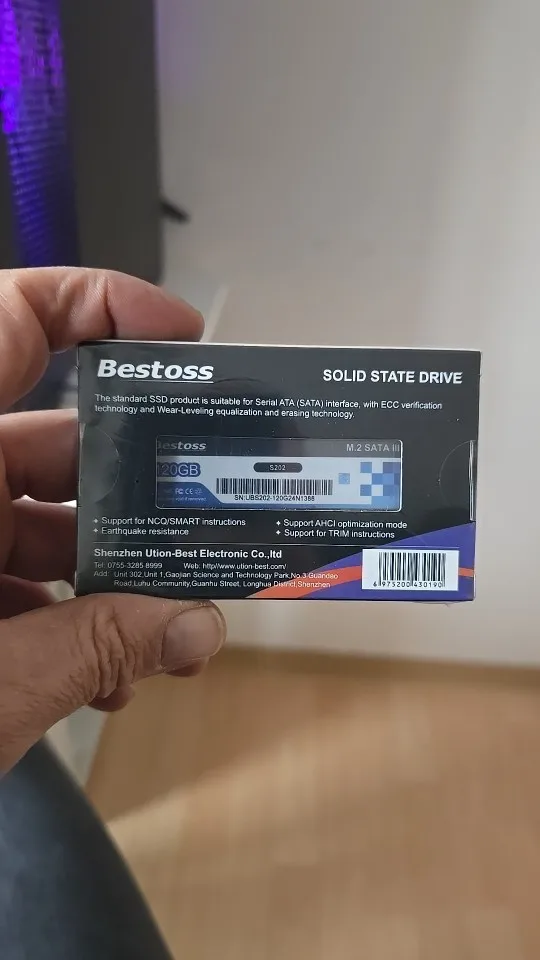 Bestoss
SOLID STATE DRIVE
The standard SSD product is suitable for Serial ATA (SATA) interface, with ECC verification
technology and Wear-Leveling equalization and erasing technology.
Bestoss
M.2 SATA III
120GB
S202
SN:UBS202-120G24N1388
✦ Support for NCQ/SMART instructions
✦ Support AHCI optimization mode
✦ Earthquake resistance
✦ Support for TRIM instructions
Shenzhen Ution-Best Electronic Co.,ltd
Tel: 0755-3285 8999 Web: http//www.ution-best.com/
Add: Unit 302,Unit 1,Gaojian Science and Technology Park,No.3 Guandao
Road,Luhu Community,Guanhu Street, Longhua District,Shenzhen
6 975200 430190